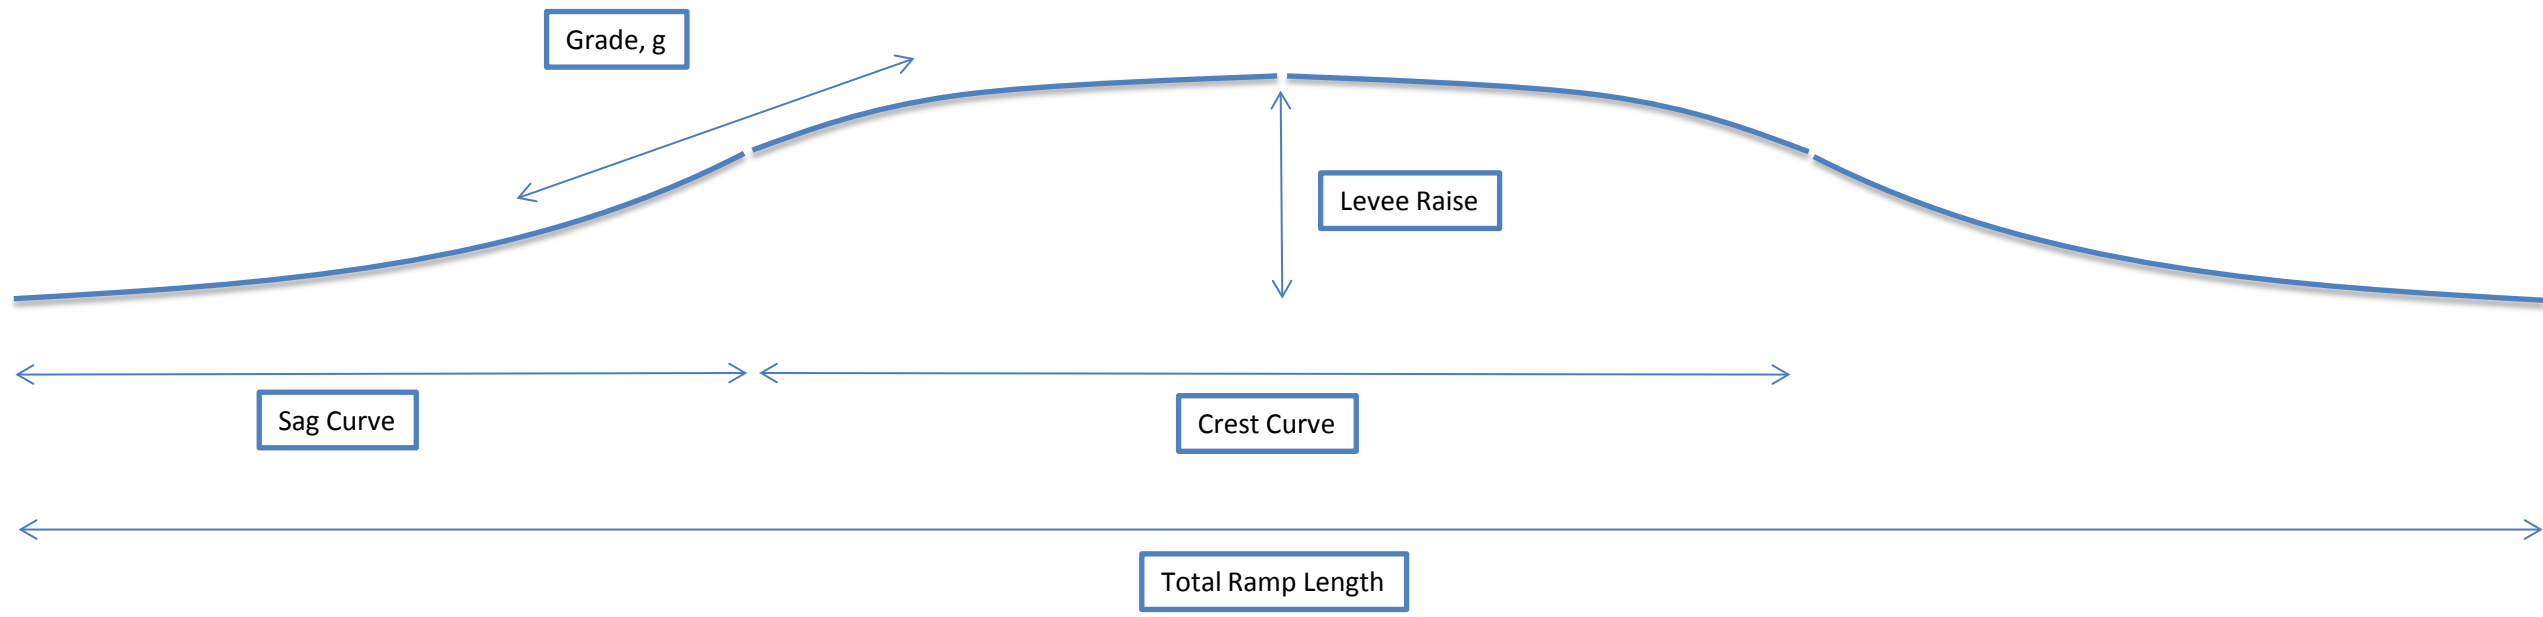 Grade, g
Levee Raise
Sag Curve
Crest Curve
Total Ramp Length